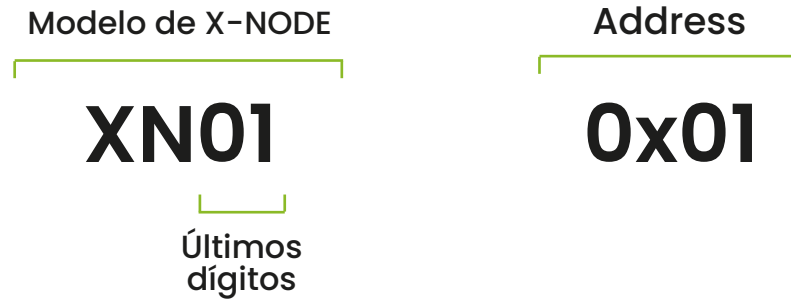 Modelo de X-NODE
Address
XN01
0x01
Últimos
dígitos